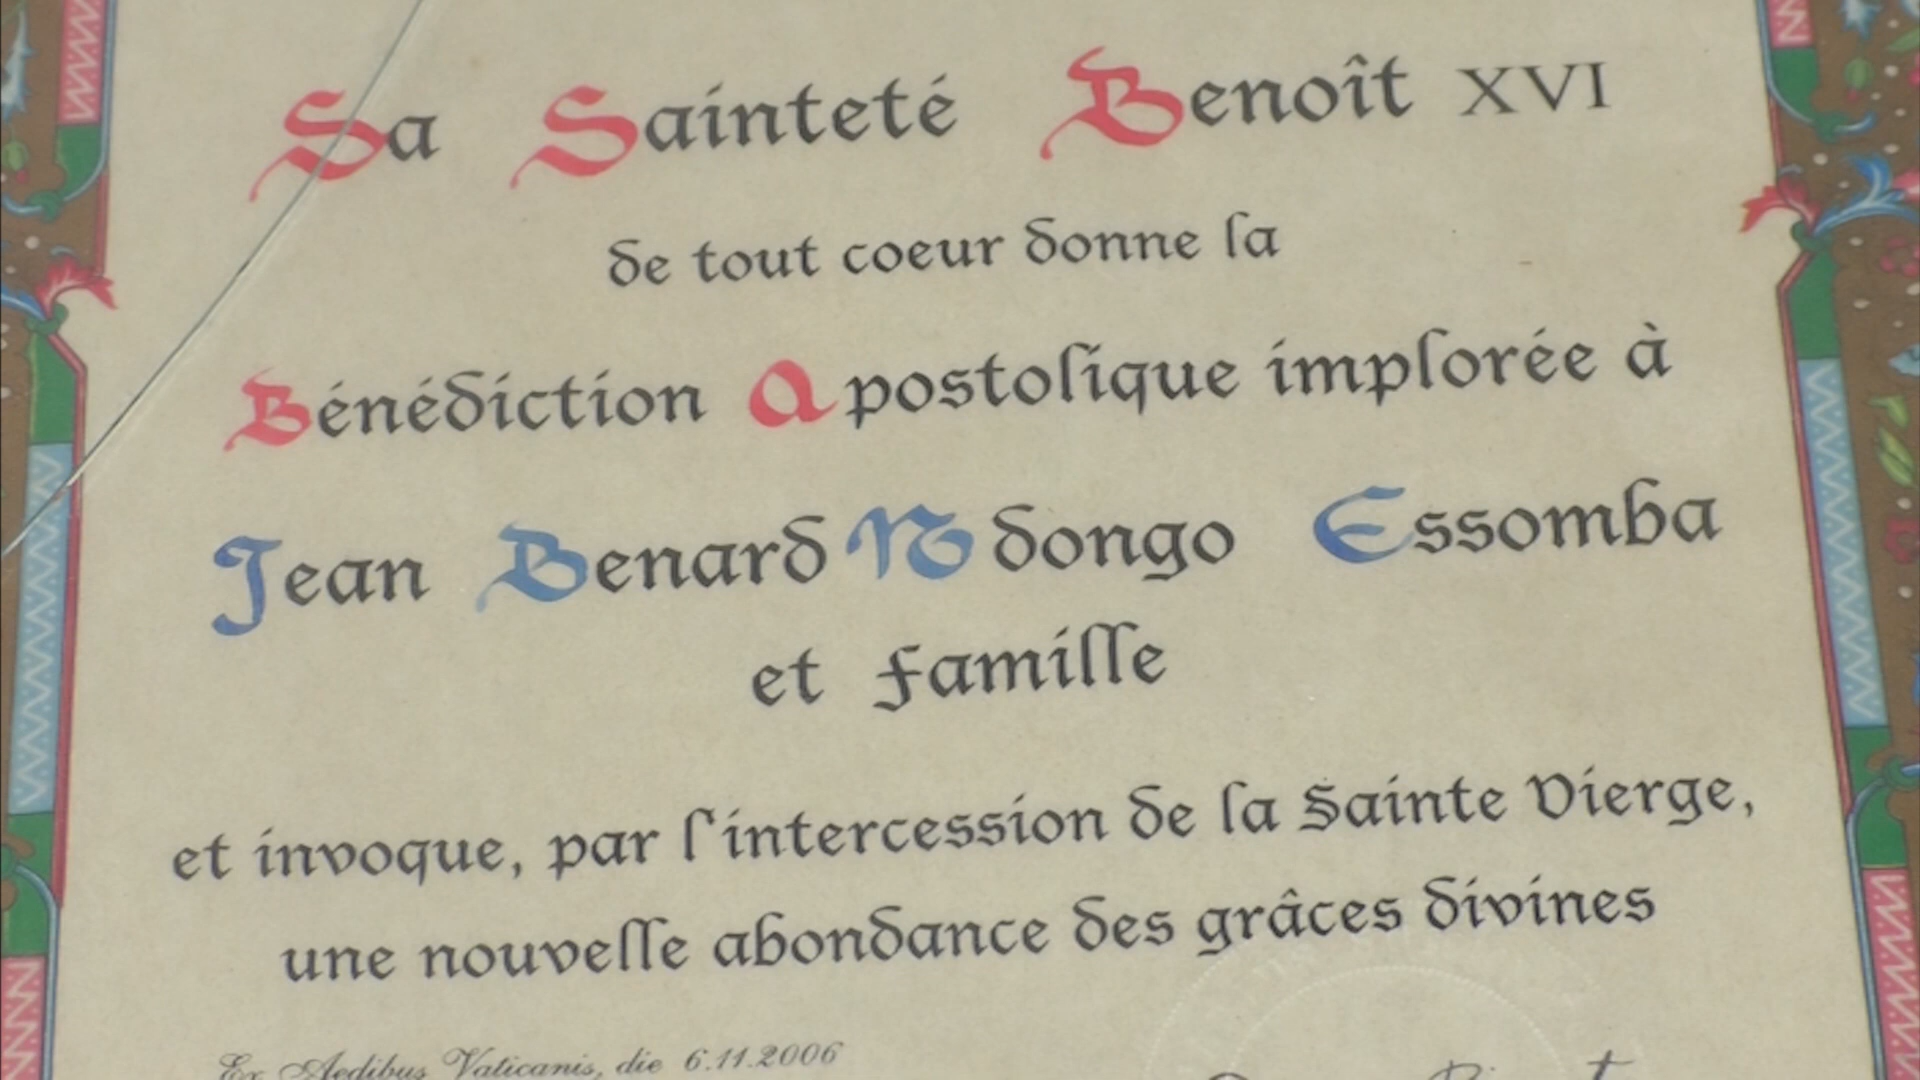 Sa Sainteté Benoît XVI
de tout coeur donne la
Bénédiction Apostolique implorée à
Jean Benard Ndongo Essomba
et famille
et invoque, par l'intercession de la Sainte Vierge,
une nouvelle abondance des grâces divines
Ex Aedibus Vaticanis, die 6.11.2006